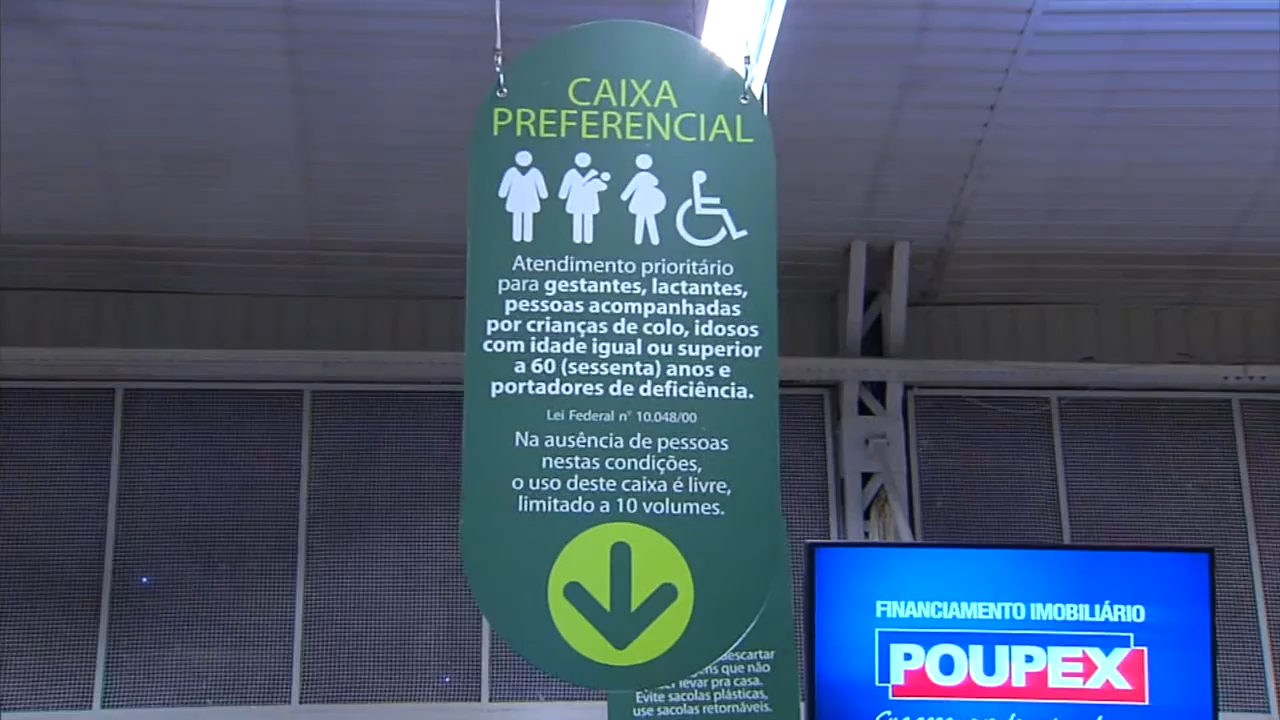 CAIXA
PREFERENCIAL
Atendimento prioritário
para gestantes, lactantes,
pessoas acompanhadas
por crianças de colo, idosos
com idade igual ou superior
a 60 (sessenta) anos e
portadores de deficiência.
Lei Federal n° 10.048/00
Na ausência de pessoas
nestas condições,
o uso deste caixa é livre,
limitado a 10 volumes.
que não
levar pra casa.
Evite sacolas plásticas,
use sacolas retornáveis.
FINANCIAMENTO IMOBILIÁRIO
POUPEX